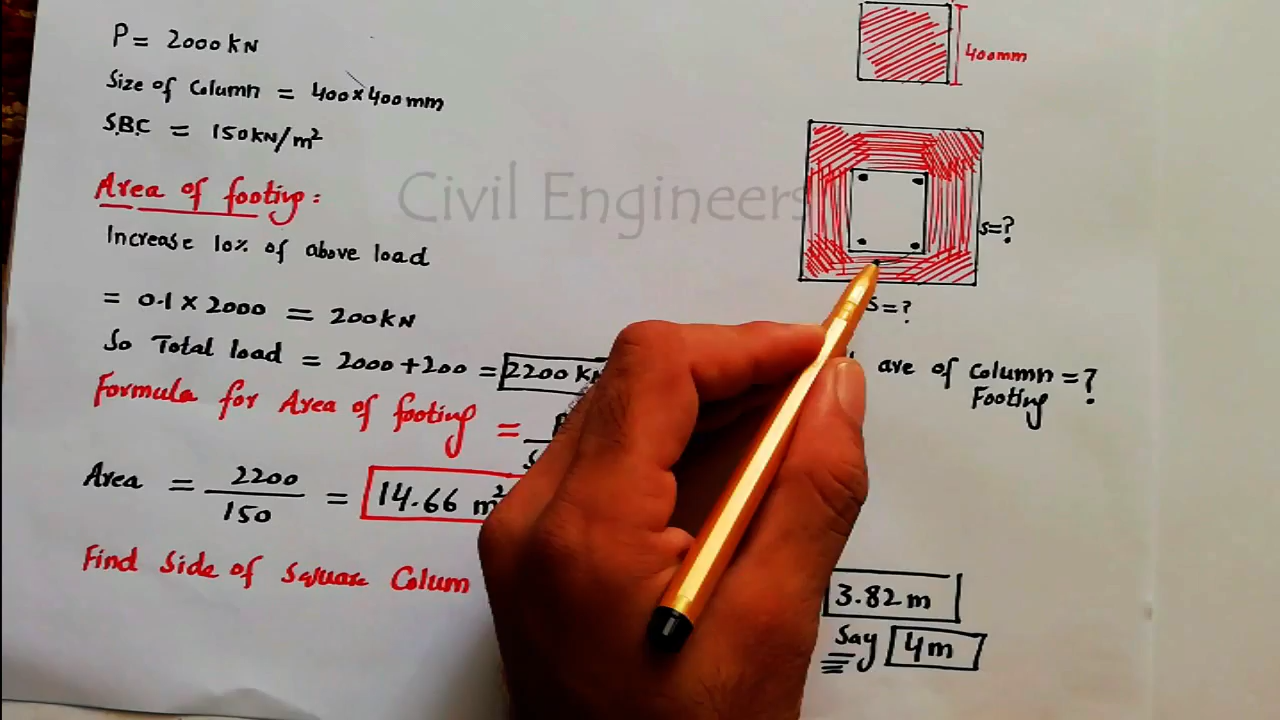 P = 2000 kN
Size of Column = 400 × 400 mm
S.B.C = 150 kN/m²
Area of footing:
Increase 10% of above load
= 0.1 × 2000 = 200 kN
So Total load = 2000 + 200 = 2200 kN
Formula for Area of footing =
Area = 2200 / 150 = 14.66 m²
Find Side of Square Colum
400mm
S=?
S=?
are of Column = ?
Footing
3.82 m
Say 4m
Civil Engineers